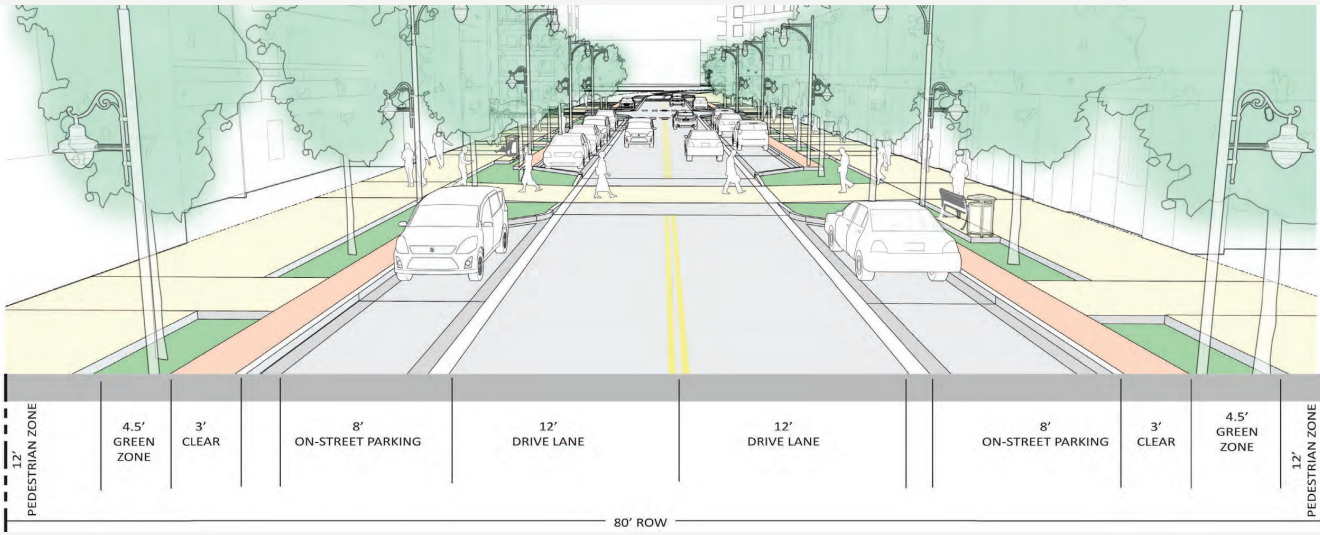 12'
PEDESTRIAN ZONE
4.5'
GREEN
ZONE
3'
CLEAR
8'
ON-STREET PARKING
12'
DRIVE LANE
12'
DRIVE LANE
8'
ON-STREET PARKING
3'
CLEAR
4.5'
GREEN
ZONE
12'
PEDESTRIAN ZONE
80' ROW